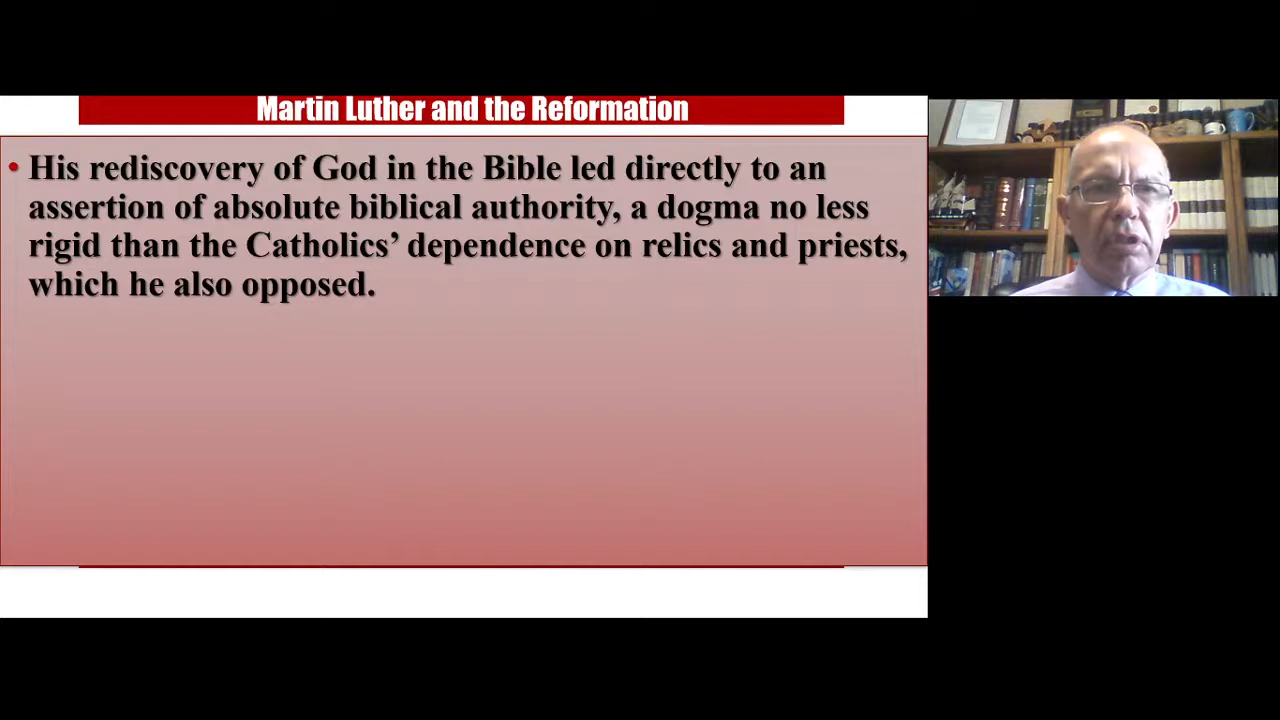 Martin Luther and the Reformation
• His rediscovery of God in the Bible led directly to an
assertion of absolute biblical authority, a dogma no less
rigid than the Catholics’ dependence on relics and priests,
which he also opposed.